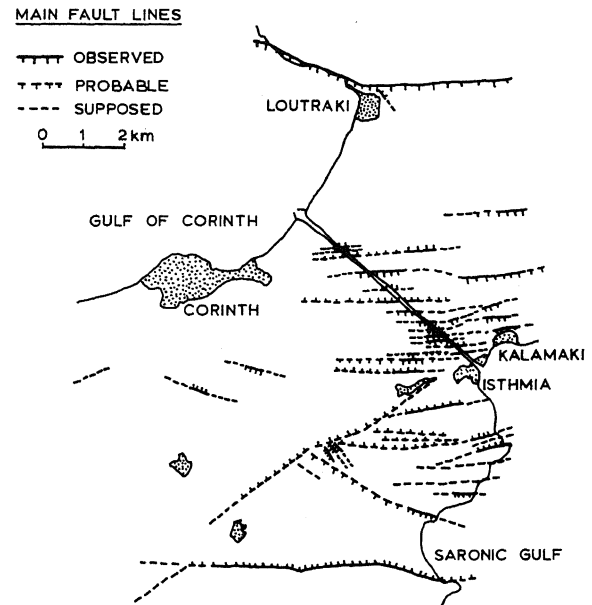 MAIN FAULT LINES
OBSERVED
PROBABLE
SUPPOSED
0 1 2 km
LOUTRAKI
GULF OF CORINTH
CORINTH
KALAMAKI
ISTHMIA
SARONIC GULF